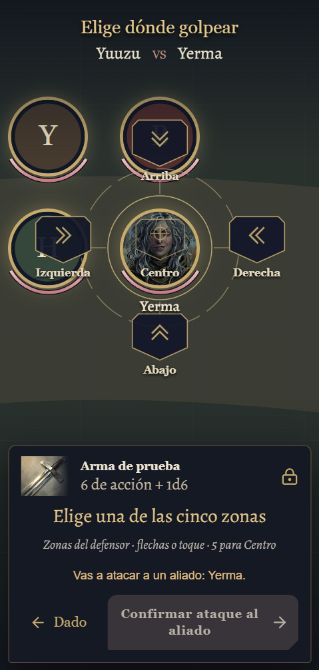 Elige dónde golpear
Yuuzu vs Yerma
Y
Arriba
Izquierda
Centro
Derecha
Yerma
Abajo
Arma de prueba
6 de acción + 1d6
Elige una de las cinco zonas
Zonas del defensor · flechas o toque · 5 para Centro
Vas a atacar a un aliado: Yerma.
Dado
Confirmar ataque al
aliado